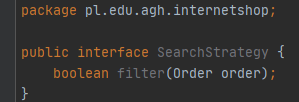 package pl.edu.agh.internetshop;
public interface SearchStrategy {
    boolean filter(Order order);
}